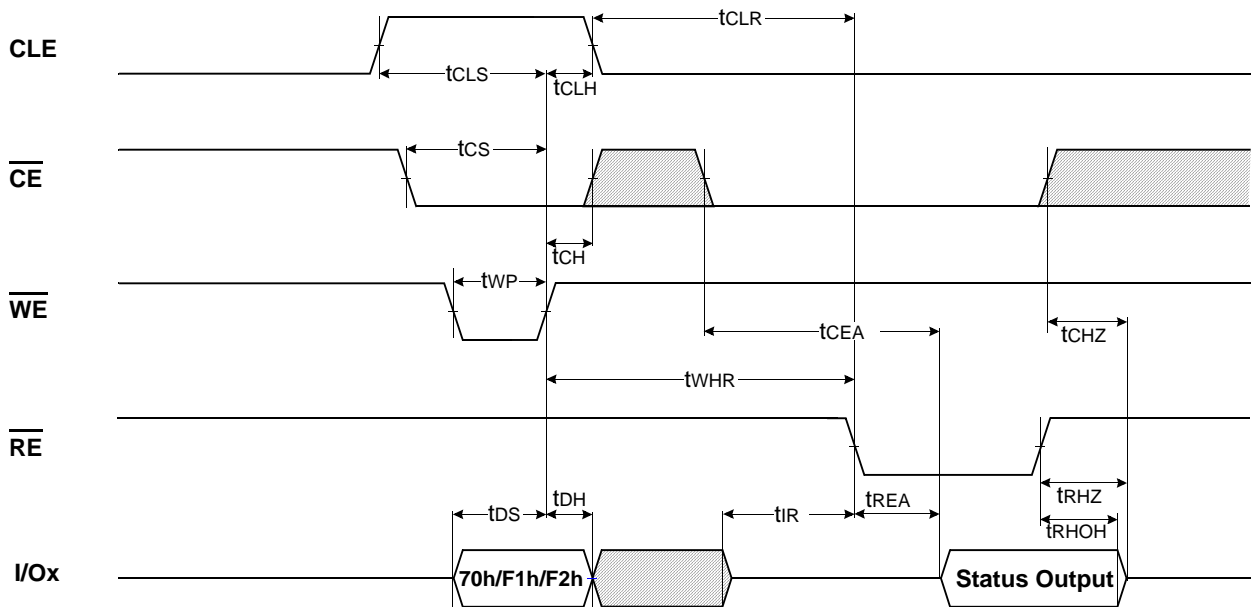 CLE
tCLR
tCLS
tCLH
CE
tCS
tCH
WE
tWP
tCEA
tCHZ
tWHR
RE
tDS
tDH
tIR
tREA
tRHZ
tRHOH
I/Ox
70h/F1h/F2h
Status Output